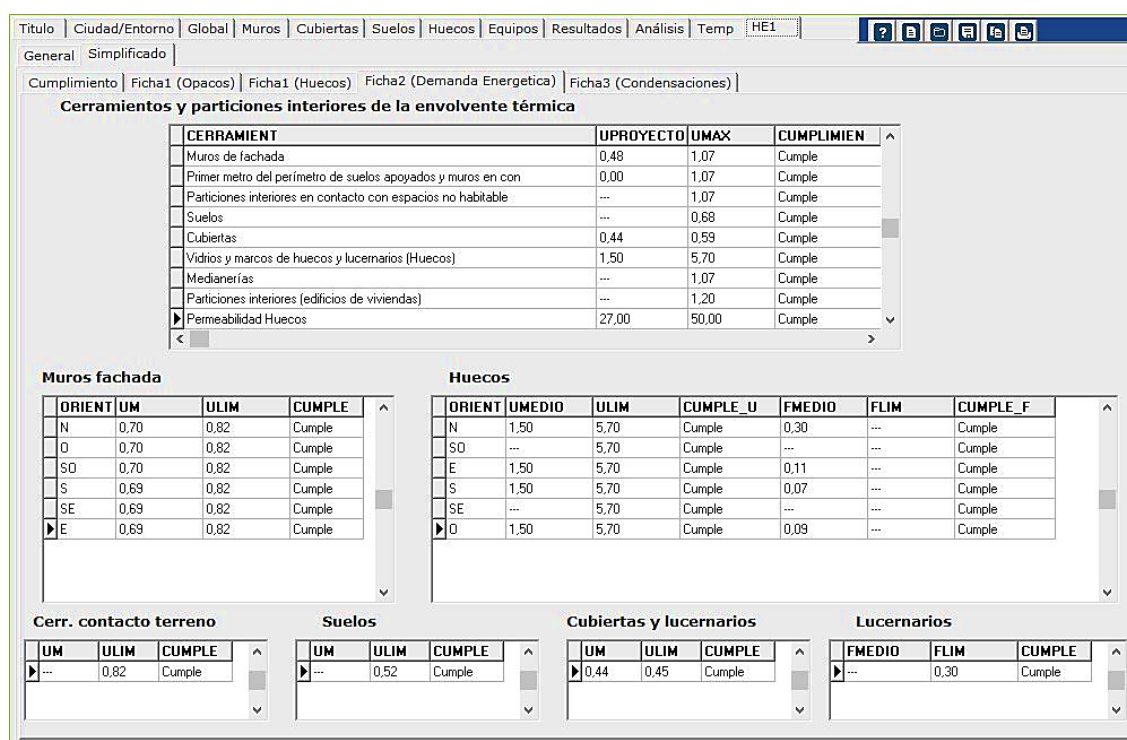 Titulo Ciudad/Entorno Global Muros Cubiertas Suelos Huecos Equipos Resultados Análisis Temp HE1 ?
General Simplificado
Cumplimiento Ficha1 (Opacos) Ficha1 (Huecos) Ficha2 (Demanda Energetica) Ficha3 (Condensaciones)
Cerramientos y particiones interiores de la envolvente térmica
CERRAMIENT UPROYECTO UMAX CUMPLIMIEN
Muros de fachada 0,48 1,07 Cumple
Primer metro del perímetro de suelos apoyados y muros en con 0,00 1,07 Cumple
Particiones interiores en contacto con espacios no habitable --- 1,07 Cumple
Suelos --- 0,68 Cumple
Cubiertas 0,44 0,59 Cumple
Vidrios y marcos de huecos y lucernarios (Huecos) 1,50 5,70 Cumple
Medianerías --- 1,07 Cumple
Particiones interiores (edificios de viviendas) --- 1,20 Cumple
Permeabilidad Huecos 27,00 50,00 Cumple
Muros fachada
ORIENT UM ULIM CUMPLE
N 0,70 0,82 Cumple
O 0,70 0,82 Cumple
SO 0,70 0,82 Cumple
S 0,69 0,82 Cumple
SE 0,69 0,82 Cumple
E 0,69 0,82 Cumple
Huecos
ORIENT UMEDIO ULIM CUMPLE_U FMEDIO FLIM CUMPLE_F
N 1,50 5,70 Cumple 0,30 --- Cumple
SO --- 5,70 Cumple --- --- Cumple
E 1,50 5,70 Cumple 0,11 --- Cumple
S 1,50 5,70 Cumple 0,07 --- Cumple
SE --- 5,70 Cumple --- --- Cumple
O 1,50 5,70 Cumple 0,09 --- Cumple
Cerr. contacto terreno
UM ULIM CUMPLE
--- 0,82 Cumple
Suelos
UM ULIM CUMPLE
--- 0,52 Cumple
Cubiertas y lucernarios
UM ULIM CUMPLE
0,44 0,45 Cumple
Lucernarios
FMEDIO FLIM CUMPLE
--- 0,30 Cumple